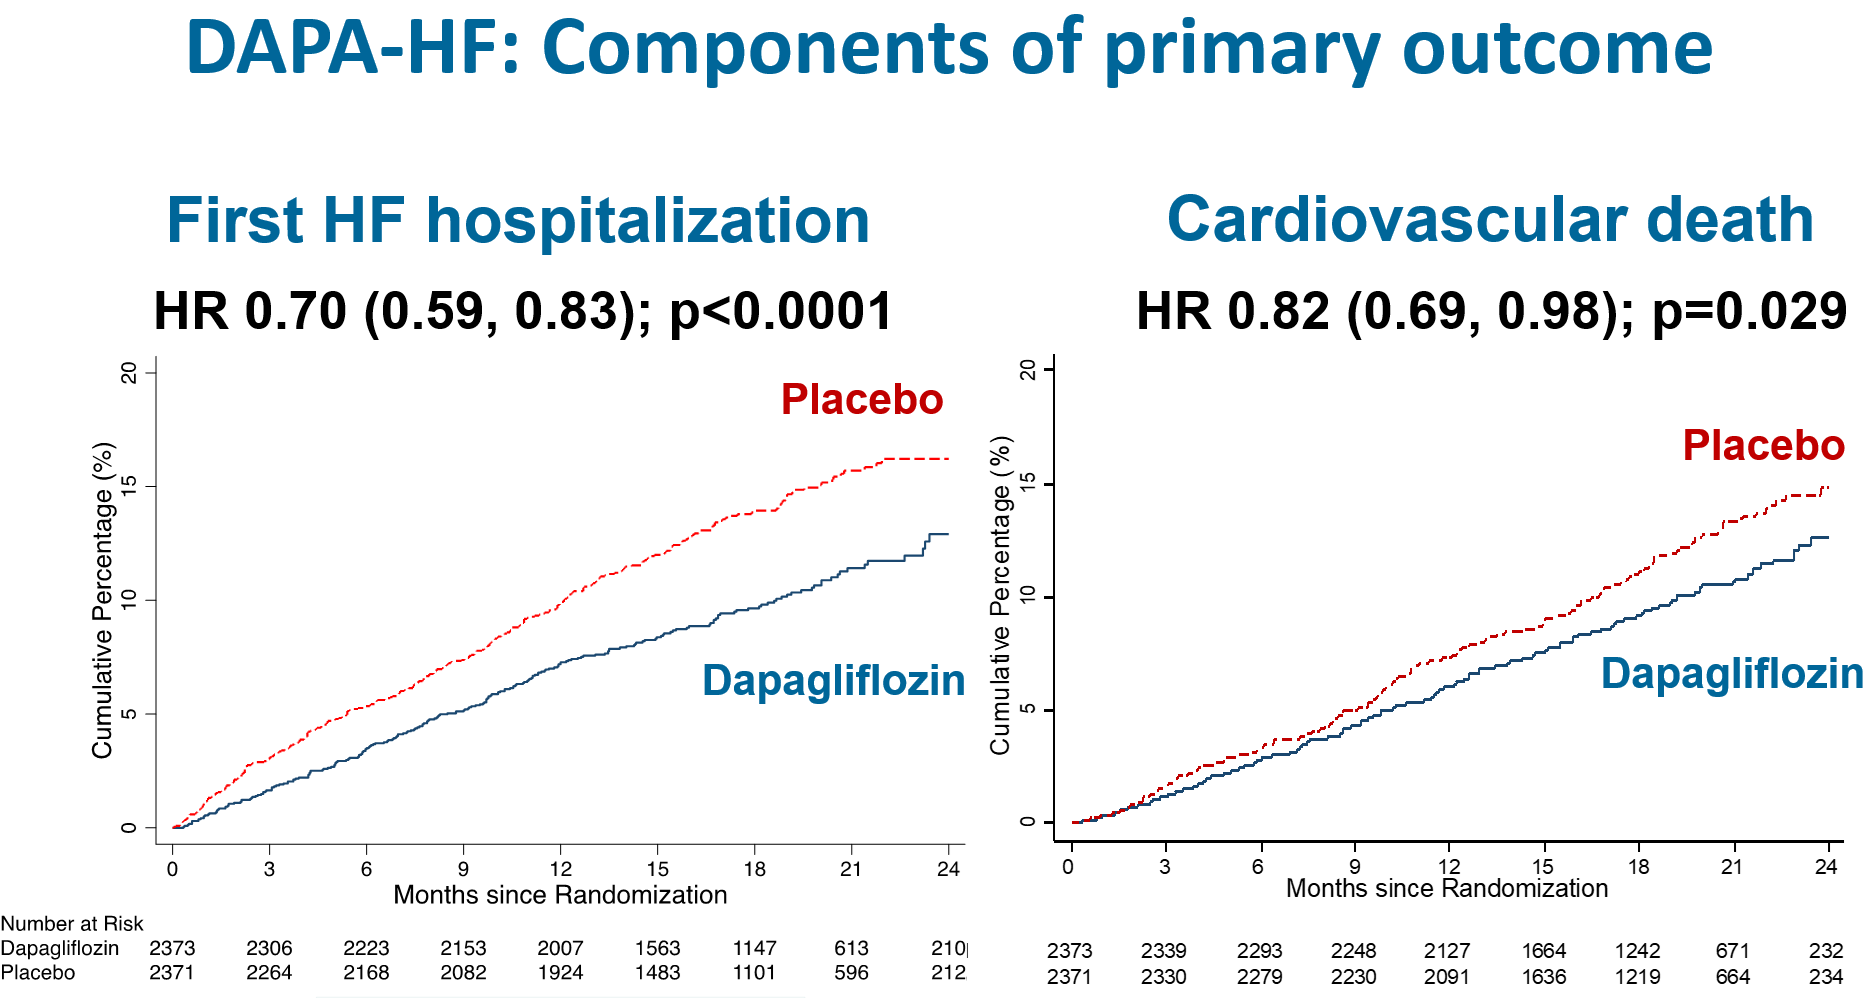 DAPA-HF: Components of primary outcome
First HF hospitalization
HR 0.70 (0.59, 0.83); p<0.0001
Placebo
Dapagliflozin
Cumulative Percentage (%)
20
15
10
5
0
0 3 6 9 12 15 18 21 24
Months since Randomization
Number at Risk
Dapagliflozin 2373 2306 2223 2153 2007 1563 1147 613 210
Placebo 2371 2264 2168 2082 1924 1483 1101 596 212
Cardiovascular death
HR 0.82 (0.69, 0.98); p=0.029
Placebo
Dapagliflozin
Cumulative Percentage (%)
20
15
10
5
0
0 3 6 9 12 15 18 21 24
Months since Randomization
2373 2339 2293 2248 2127 1664 1242 671 232
2371 2330 2279 2230 2091 1636 1219 664 234